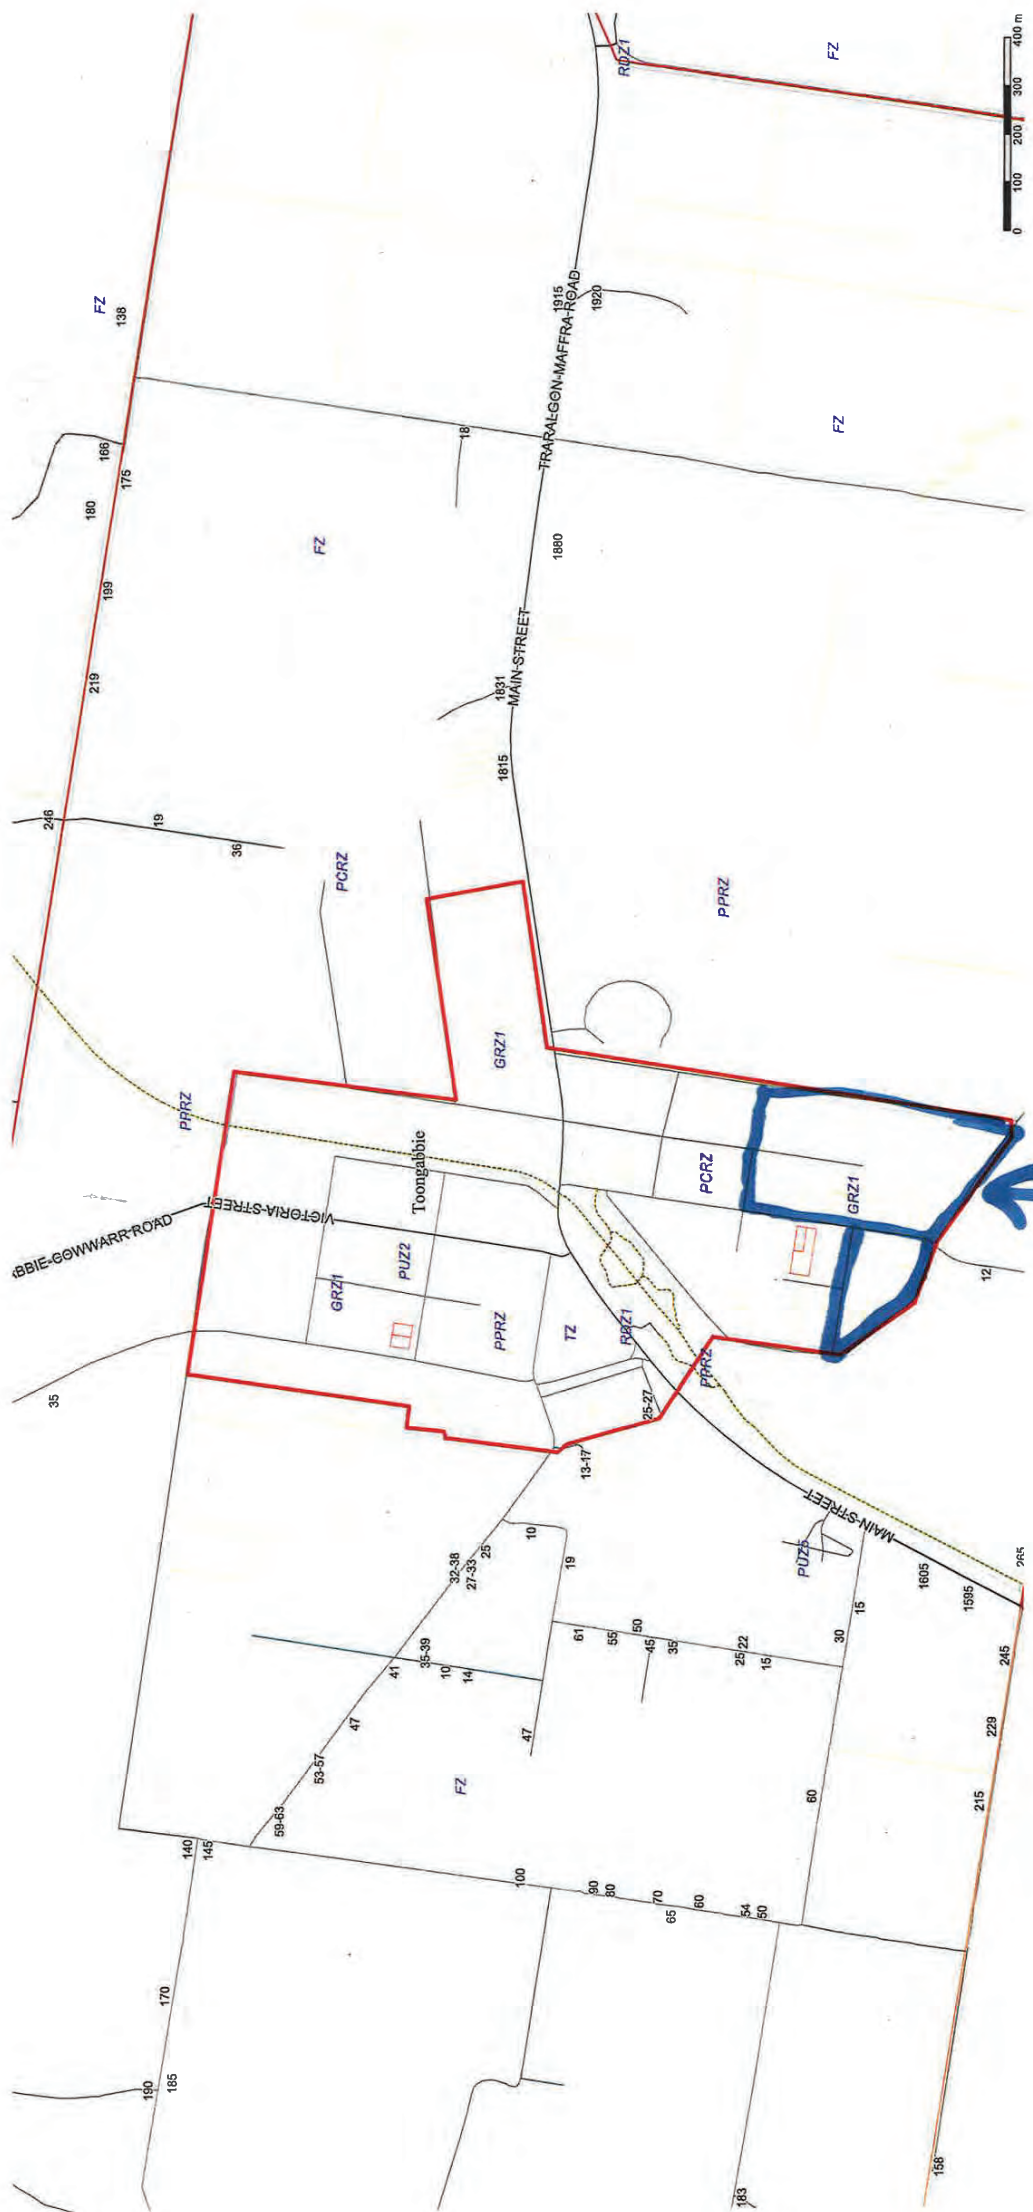 FZ
138
166
175
180
199
219
246
19
36
FZ
18
RDZ1
FZ
0 100 200 300 400 m
1915
TRARALGON-MAFFRA-ROAD
1920
FZ
1880
MAIN-STREET
1831
1815
PCRZ
PPRZ
GRZ1
PPRZ
BBIE-COWWARR-ROAD
VICTORIA-STREET
Toongabbie
PUZ2
GRZ1
PPRZ
TZ
RDZ1
PCRZ
GRZ1
12
PPRZ
25-27
13-17
35
10
19
25
27-33
32-38
35-39
41
10
14
47
47
53-57
59-63
61
55
50
45
35
22
25
15
30
15
PUZ5
MAIN-STREET
1605
1595
265
245
229
215
60
FZ
140
145
100
90
80
70
65
60
54
50
170
190
185
183
158